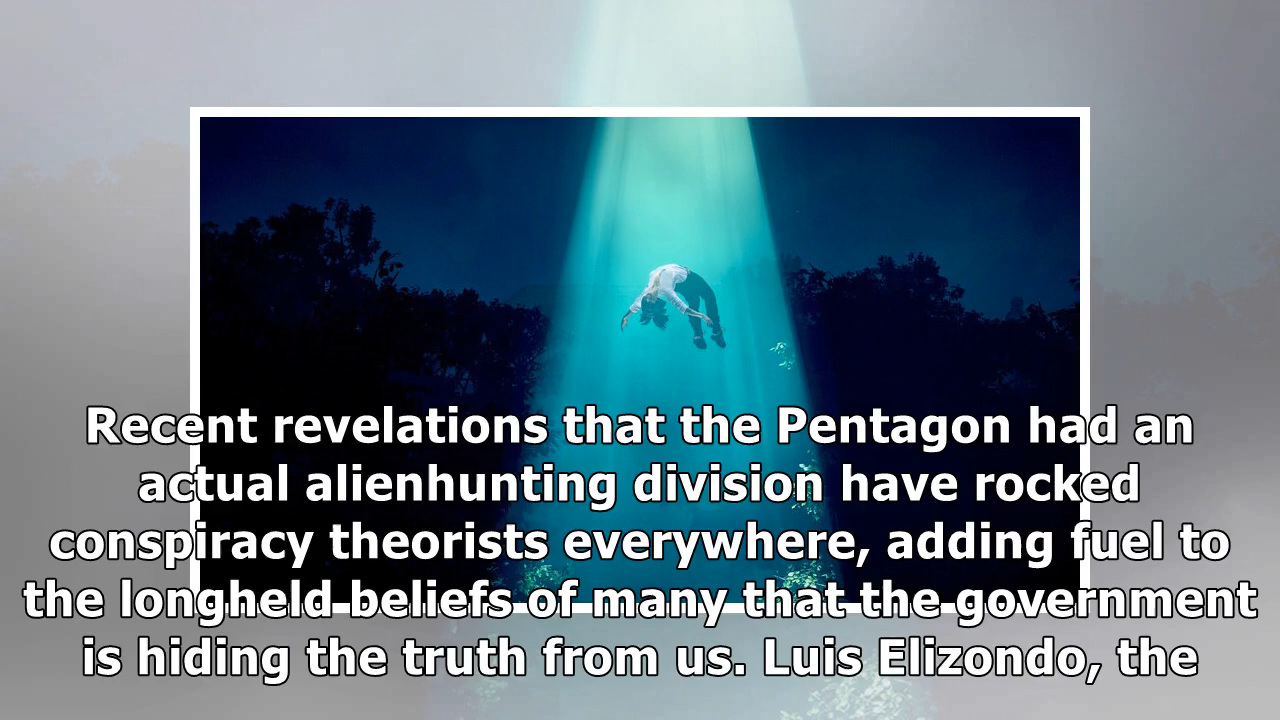 Recent revelations that the Pentagon had an
actual alienhunting division have rocked
conspiracy theorists everywhere, adding fuel to
the longheld beliefs of many that the government
is hiding the truth from us. Luis Elizondo, the